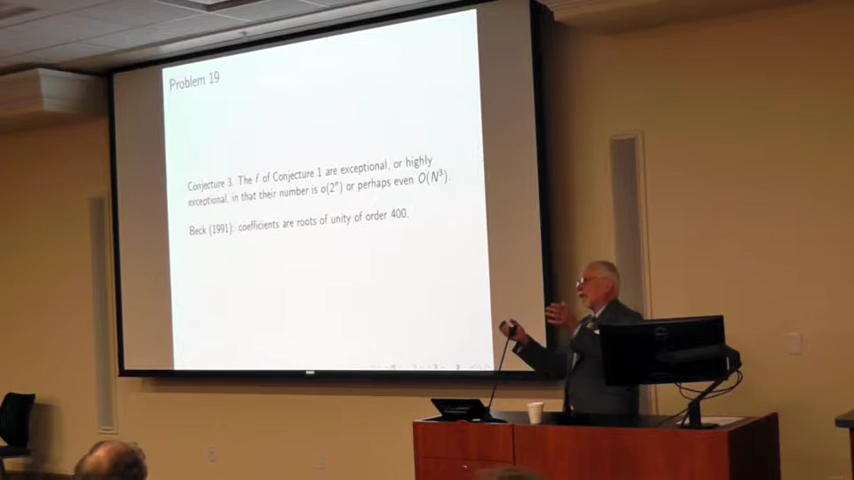 Problem 19
Conjecture 3. The f of Conjecture 1 are exceptional, or highly
exceptional, in that their number is o(2ⁿ) or perhaps even O(N³).
Beck (1991): coefficients are roots of unity of order 400.